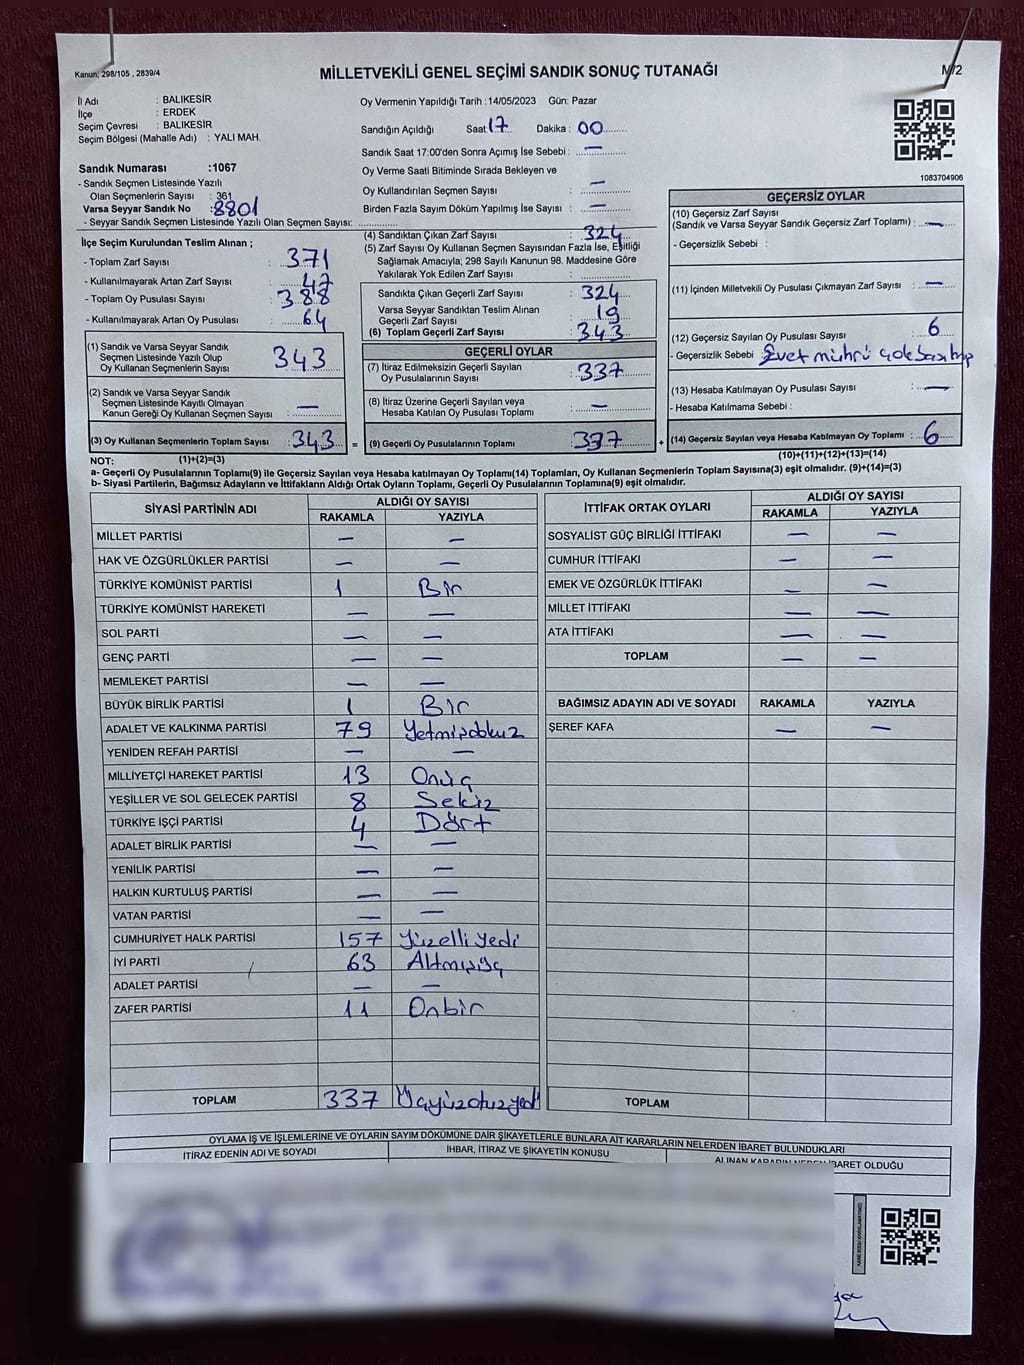 Kanun; 298/105 , 2839/4
MİLLETVEKİLİ GENEL SEÇİMİ SANDIK SONUÇ TUTANAĞI
M/2
İl Adı : BALIKESİR
İlçe : ERDEK
Seçim Çevresi : BALIKESİR
Seçim Bölgesi (Mahalle Adı) : YALI MAH.
Sandık Numarası :1067
- Sandık Seçmen Listesinde Yazılı
Olan Seçmenlerin Sayısı : 361
Varsa Seyyar Sandık No : 8801
- Seyyar Sandık Seçmen Listesinde Yazılı Olan Seçmen Sayısı:
Oy Vermenin Yapıldığı Tarih :14/05/2023 Gün: Pazar
Sandığın Açıldığı Saat: 17 Dakika : 00
Sandık Saat 17:00'den Sonra Açımış İse Sebebi : —
Oy Verme Saati Bitiminde Sırada Bekleyen ve
Oy Kullandırılan Seçmen Sayısı : —
Birden Fazla Sayım Döküm Yapılmış İse Sayısı : —
1083704906
İlçe Seçim Kurulundan Teslim Alınan ;
- Toplam Zarf Sayısı : 371
- Kullanılmayarak Artan Zarf Sayısı : 47
- Toplam Oy Pusulası Sayısı : 388
- Kullanılmayarak Artan Oy Pusulası : 64
(4) Sandıktan Çıkan Zarf Sayısı : 324
(5) Zarf Sayısı Oy Kullanan Seçmen Sayısından Fazla İse, Eşitliği
Sağlamak Amacıyla; 298 Sayılı Kanunun 98. Maddesine Göre
Yakılarak Yok Edilen Zarf Sayısı :
Sandıkta Çıkan Geçerli Zarf Sayısı : 324
Varsa Seyyar Sandıktan Teslim Alınan
Geçerli Zarf Sayısı : 19
(6) Toplam Geçerli Zarf Sayısı : 343
GEÇERSİZ OYLAR
(10) Geçersiz Zarf Sayısı
(Sandık ve Varsa Seyyar Sandık Geçersiz Zarf Toplamı) : —
- Geçersizlik Sebebi :
(11) İçinden Milletvekili Oy Pusulası Çıkmayan Zarf Sayısı : —
(12) Geçersiz Sayılan Oy Pusulası Sayısı : 6
- Geçersizlik Sebebi : Evet mührü çok
(13) Hesaba Katılmayan Oy Pusulası Sayısı : —
- Hesaba Katılmama Sebebi :
(14) Geçersiz Sayılan veya Hesaba Katılmayan Oy Toplamı : 6
(10)+(11)+(12)+(13)=(14)
(1) Sandık ve Varsa Seyyar Sandık
Seçmen Listesinde Yazılı Olup
Oy Kullanan Seçmenlerin Sayısı : 343
(2) Sandık ve Varsa Seyyar Sandık
Seçmen Listesinde Kayıtlı Olmayan
Kanun Gereği Oy Kullanan Seçmen Sayısı : —
(3) Oy Kullanan Seçmenlerin Toplam Sayısı : 343
(1)+(2)=(3)
=
GEÇERLİ OYLAR
(7) İtiraz Edilmeksizin Geçerli Sayılan
Oy Pusulalarının Sayısı : 337
(8) İtiraz Üzerine Geçerli Sayılan veya
Hesaba Katılan Oy Pusulası Toplamı : —
(9) Geçerli Oy Pusulalarının Toplamı : 337
+
NOT:
a- Geçerli Oy Pusulalarının Toplamı(9) ile Geçersiz Sayılan veya Hesaba katılmayan Oy Toplamı(14) Toplamları, Oy Kullanan Seçmenlerin Toplam Sayısına(3) eşit olmalıdır. (9)+(14)=(3)
b- Siyasi Partilerin, Bağımsız Adayların ve İttifakların Aldığı Ortak Oyların Toplamı, Geçerli Oy Pusulalarının Toplamına(9) eşit olmalıdır.
SİYASİ PARTİNİN ADI ALDIĞI OY SAYISI
RAKAMLA YAZIYLA
MİLLET PARTİSİ — —
HAK VE ÖZGÜRLÜKLER PARTİSİ — —
TÜRKİYE KOMÜNİST PARTİSİ 1 Bir
TÜRKİYE KOMÜNİST HAREKETİ — —
SOL PARTİ — —
GENÇ PARTİ — —
MEMLEKET PARTİSİ — —
BÜYÜK BİRLİK PARTİSİ 1 Bir
ADALET VE KALKINMA PARTİSİ 79 Yetmişdokuz
YENİDEN REFAH PARTİSİ — —
MİLLİYETÇİ HAREKET PARTİSİ 13 Onüç
YEŞİLLER VE SOL GELECEK PARTİSİ 8 Sekiz
TÜRKİYE İŞÇİ PARTİSİ 4 Dört
ADALET BİRLİK PARTİSİ — —
YENİLİK PARTİSİ — —
HALKIN KURTULUŞ PARTİSİ — —
VATAN PARTİSİ — —
CUMHURİYET HALK PARTİSİ 157 Yüzelliyedi
İYİ PARTİ 63 Altmışüç
ADALET PARTİSİ — —
ZAFER PARTİSİ 11 Onbir
TOPLAM 337 Üçyüzotuzyedi
İTTİFAK ORTAK OYLARI ALDIĞI OY SAYISI
RAKAMLA YAZIYLA
SOSYALİST GÜÇ BİRLİĞİ İTTİFAKI — —
CUMHUR İTTİFAKI — —
EMEK VE ÖZGÜRLÜK İTTİFAKI — —
MİLLET İTTİFAKI — —
ATA İTTİFAKI — —
TOPLAM — —
BAĞIMSIZ ADAYIN ADI VE SOYADI RAKAMLA YAZIYLA
ŞEREF KAFA — —
TOPLAM
OYLAMA İŞ VE İŞLEMLERİNE VE OYLARIN SAYIM DÖKÜMÜNE DAİR ŞİKAYETLERLE BUNLARA AİT KARARLARIN NELERDEN İBARET BULUNDUKLARI
İTİRAZ EDENİN ADI VE SOYADI İHBAR, İTİRAZ VE ŞİKAYETİN KONUSU ALINAN KARARIN NEDEN İBARET OLDUĞU